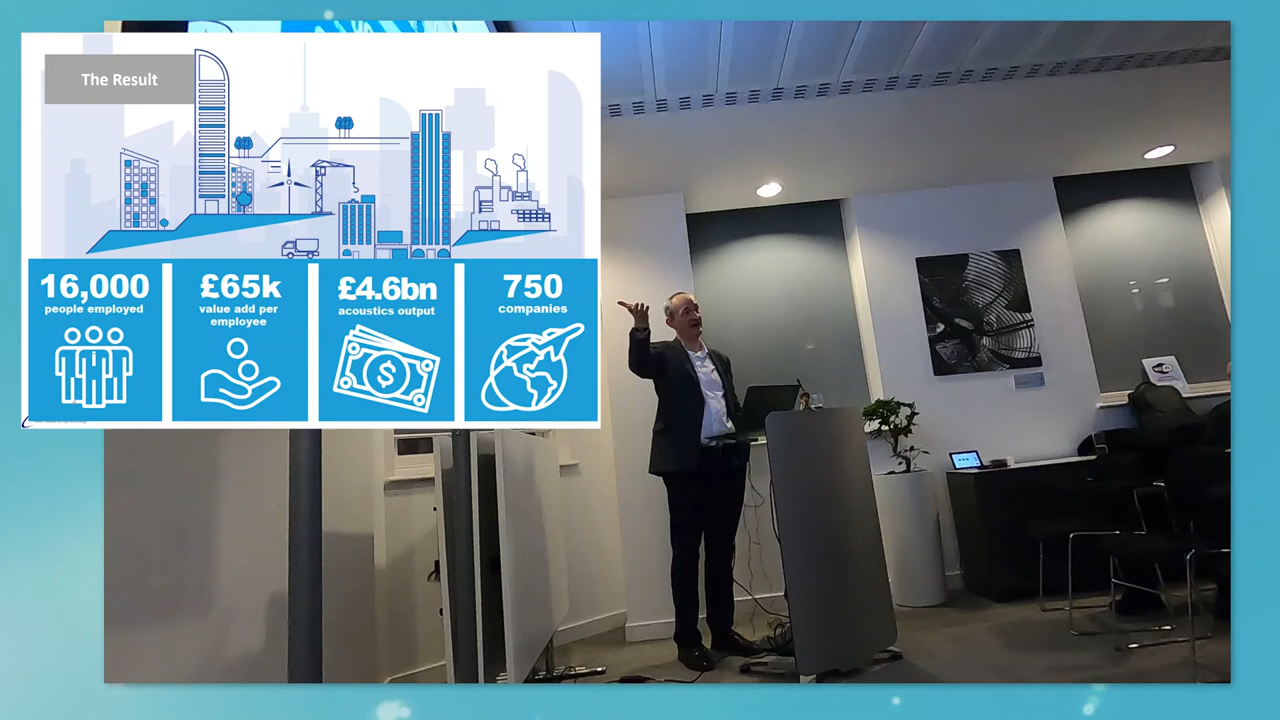 The Result
16,000
people employed
£65k
value add per
employee
£4.6bn
acoustics output
750
companies